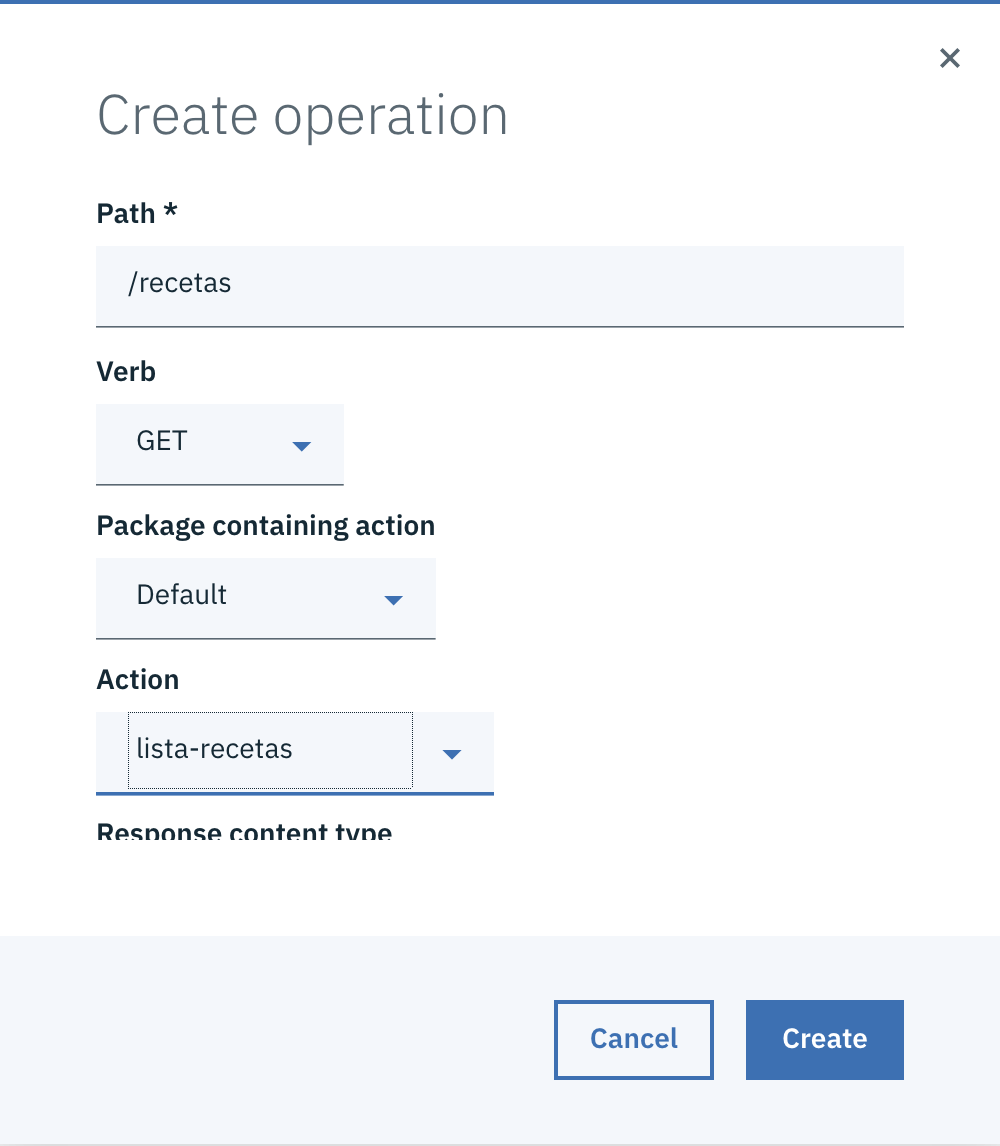 Create operation
Path *
/recetas
Verb
GET
Package containing action
Default
Action
lista-recetas
Response content type
Cancel
Create